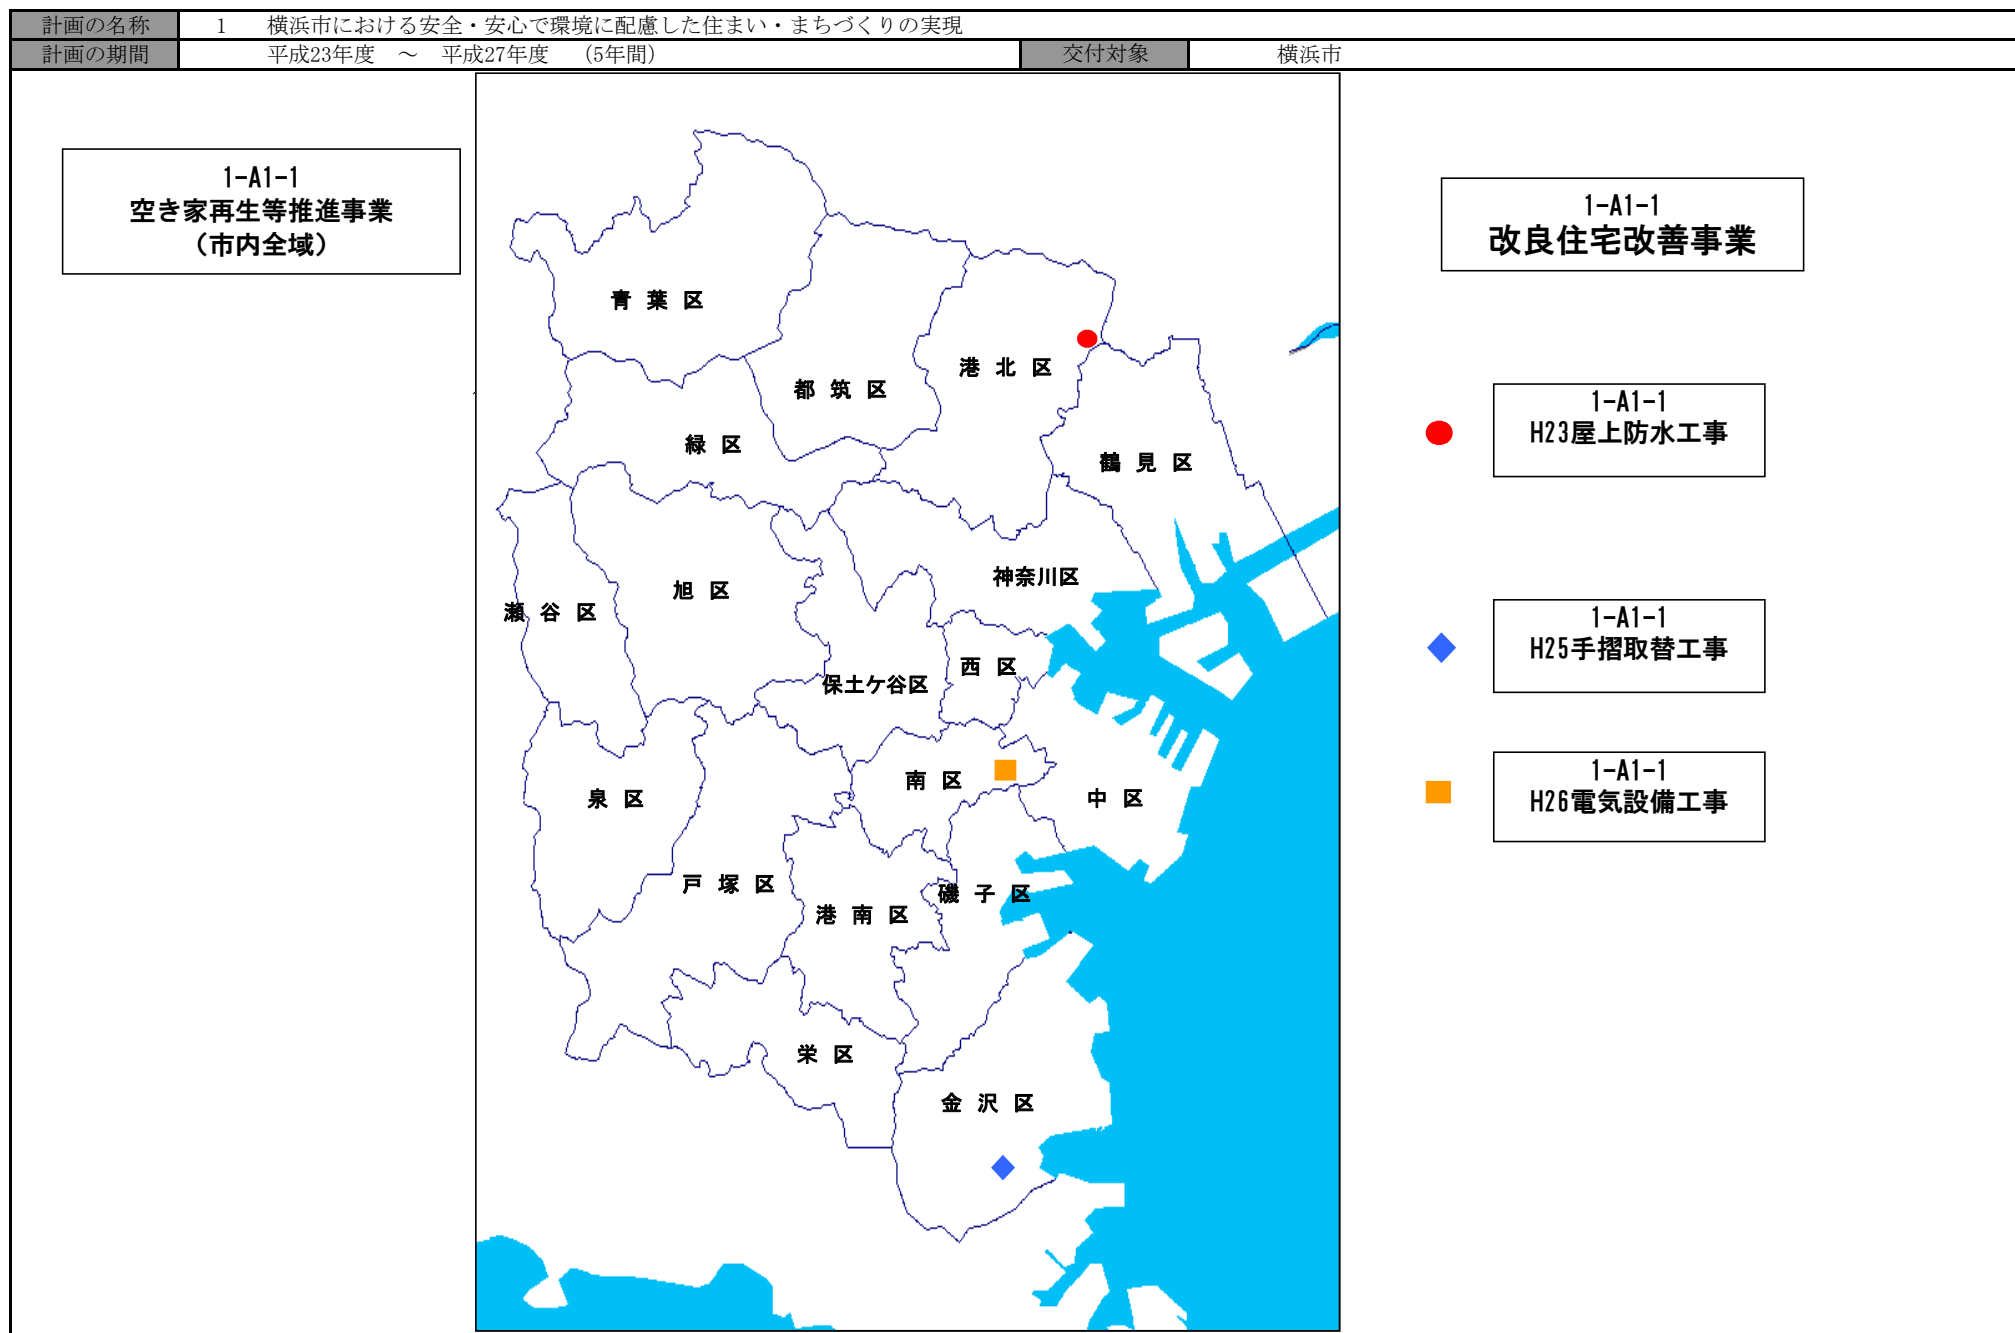 計画の名称 1 横浜市における安全・安心で環境に配慮した住まい・まちづくりの実現
計画の期間 平成23年度 ～ 平成27年度 (5年間) 交付対象 横浜市
1-A1-1
空き家再生等推進事業
（市内全域）
1-A1-1
改良住宅改善事業
青葉区
港北区
都筑区
緑区
鶴見区
1-A1-1
H23屋上防水工事
神奈川区
旭区
瀬谷区
西区
保土ケ谷区
1-A1-1
H25手摺取替工事
南区
泉区
中区
1-A1-1
H26電気設備工事
戸塚区
磯子区
港南区
栄区
金沢区